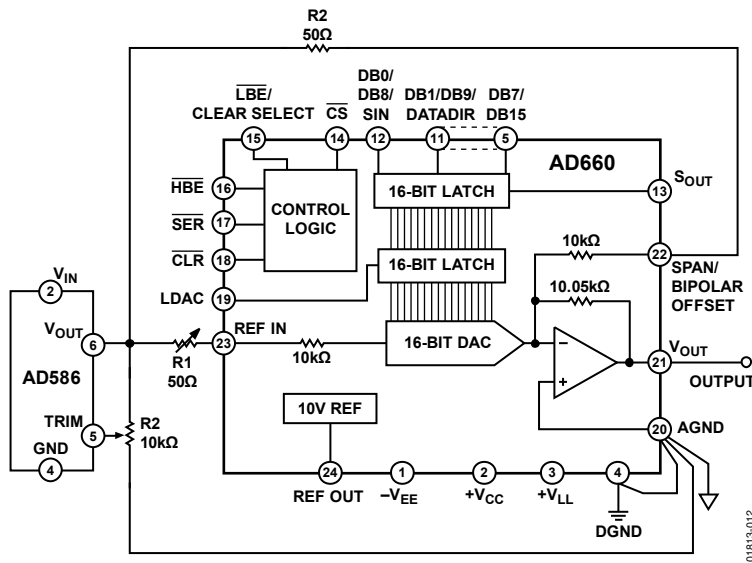 R2
50Ω
LBE/
CLEAR SELECT
CS
DB0/
DB8/
SIN
DB1/DB9/
DATADIR
DB7/
DB15
15
14
12
11
5
AD660
HBE
16
SER
17
CLR
18
LDAC
19
CONTROL
LOGIC
16-BIT LATCH
16-BIT LATCH
13
SOUT
10kΩ
22
SPAN/
BIPOLAR
OFFSET
10.05kΩ
2
VIN
VOUT
6
AD586
TRIM
5
GND
4
R1
50Ω
R2
10kΩ
23
REF IN
10kΩ
16-BIT DAC
–
+
VOUT
21
OUTPUT
10V REF
20
AGND
24
REF OUT
1
–VEE
2
+VCC
3
+VLL
4
DGND
01813-012